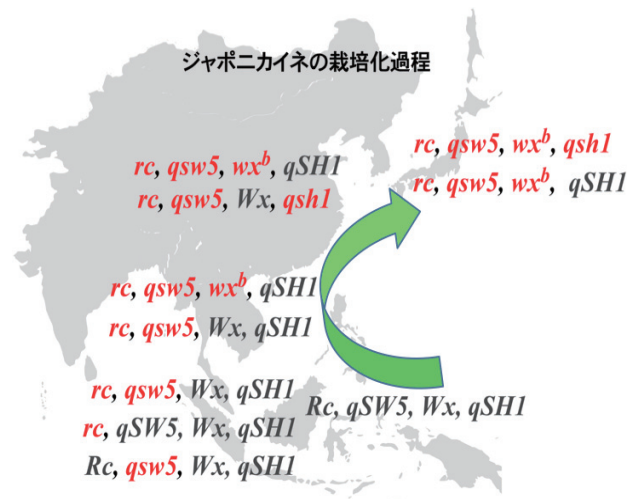 ジャポニカイネの栽培化過程
rc, qsw5, wxᵇ, qsh1
rc, qsw5, wxᵇ, qSH1
rc, qsw5, wxᵇ, qSH1
rc, qsw5, Wx, qsh1
rc, qsw5, wxᵇ, qSH1
rc, qsw5, Wx, qSH1
rc, qsw5, Wx, qSH1
rc, qSW5, Wx, qSH1
Rc, qsw5, Wx, qSH1
Rc, qSW5, Wx, qSH1